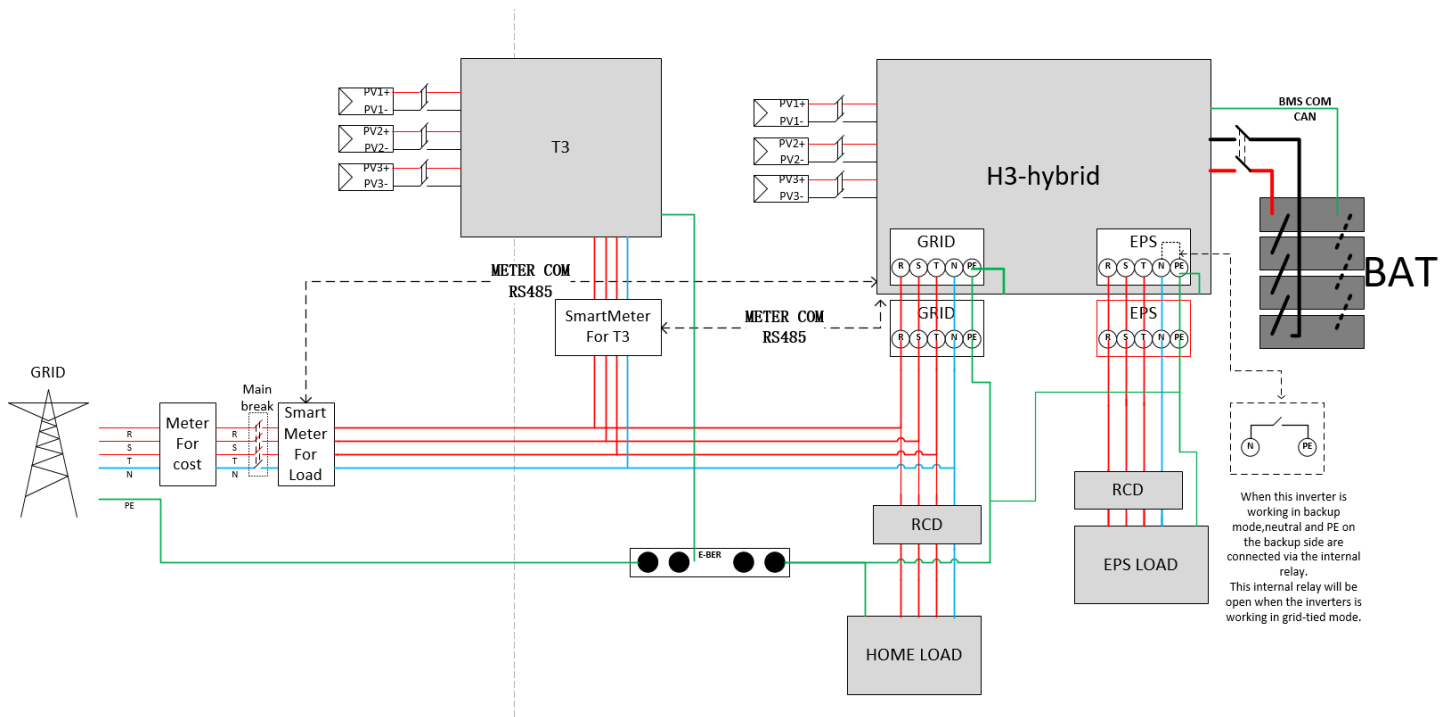 T3
PV1+
PV1-
PV2+
PV2-
PV3+
PV3-
H3-hybrid
PV1+
PV1-
PV2+
PV2-
PV3+
PV3-
BMS COM
CAN
BAT
GRID
R S T N PE
EPS
R S T N PE
GRID
R S T N PE
EPS
R S T N PE
METER COM
RS485
SmartMeter
For T3
METER COM
RS485
GRID
R
S
T
N
PE
Meter
For
cost
Main
break
R
S
T
N
Smart
Meter
For
Load
E-BER
RCD
HOME LOAD
RCD
EPS LOAD
N
PE
When this inverter is
working in backup
mode,neutral and PE on
the backup side are
connected via the internal
relay.
This internal relay will be
open when the inverters is
working in grid-tied mode.